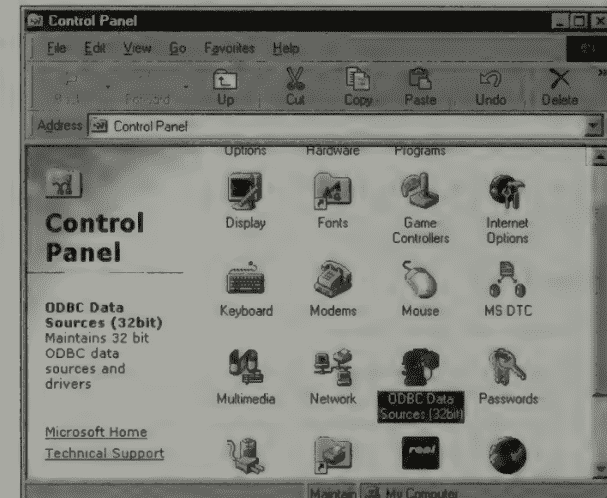 Control Panel
File Edit View Go Favorites Help
Up Cut Copy Paste Undo Delete
Address Control Panel
Options Hardware Programs
Control
Panel
ODBC Data
Sources (32bit)
Maintains 32 bit
ODBC data
sources and
drivers
Microsoft Home
Technical Support
Display Fonts Game
Controllers Internet
Options
Keyboard Modems Mouse MS DTC
Multimedia Network ODBC Data
Sources (32bit) Passwords
real
Maintain My Computer